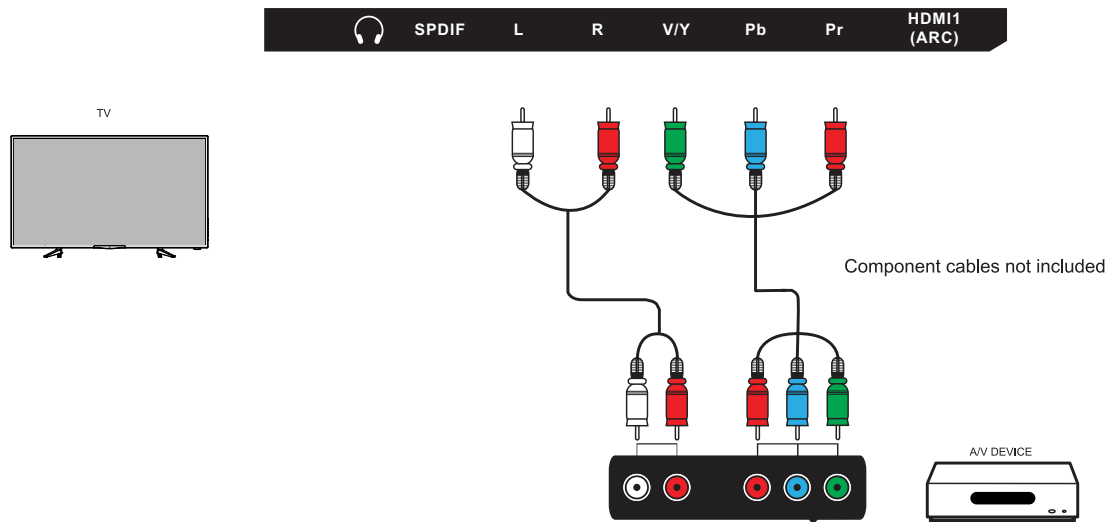 SPDIF L R V/Y Pb Pr HDMI1
(ARC)
TV
Component cables not included
A/V DEVICE